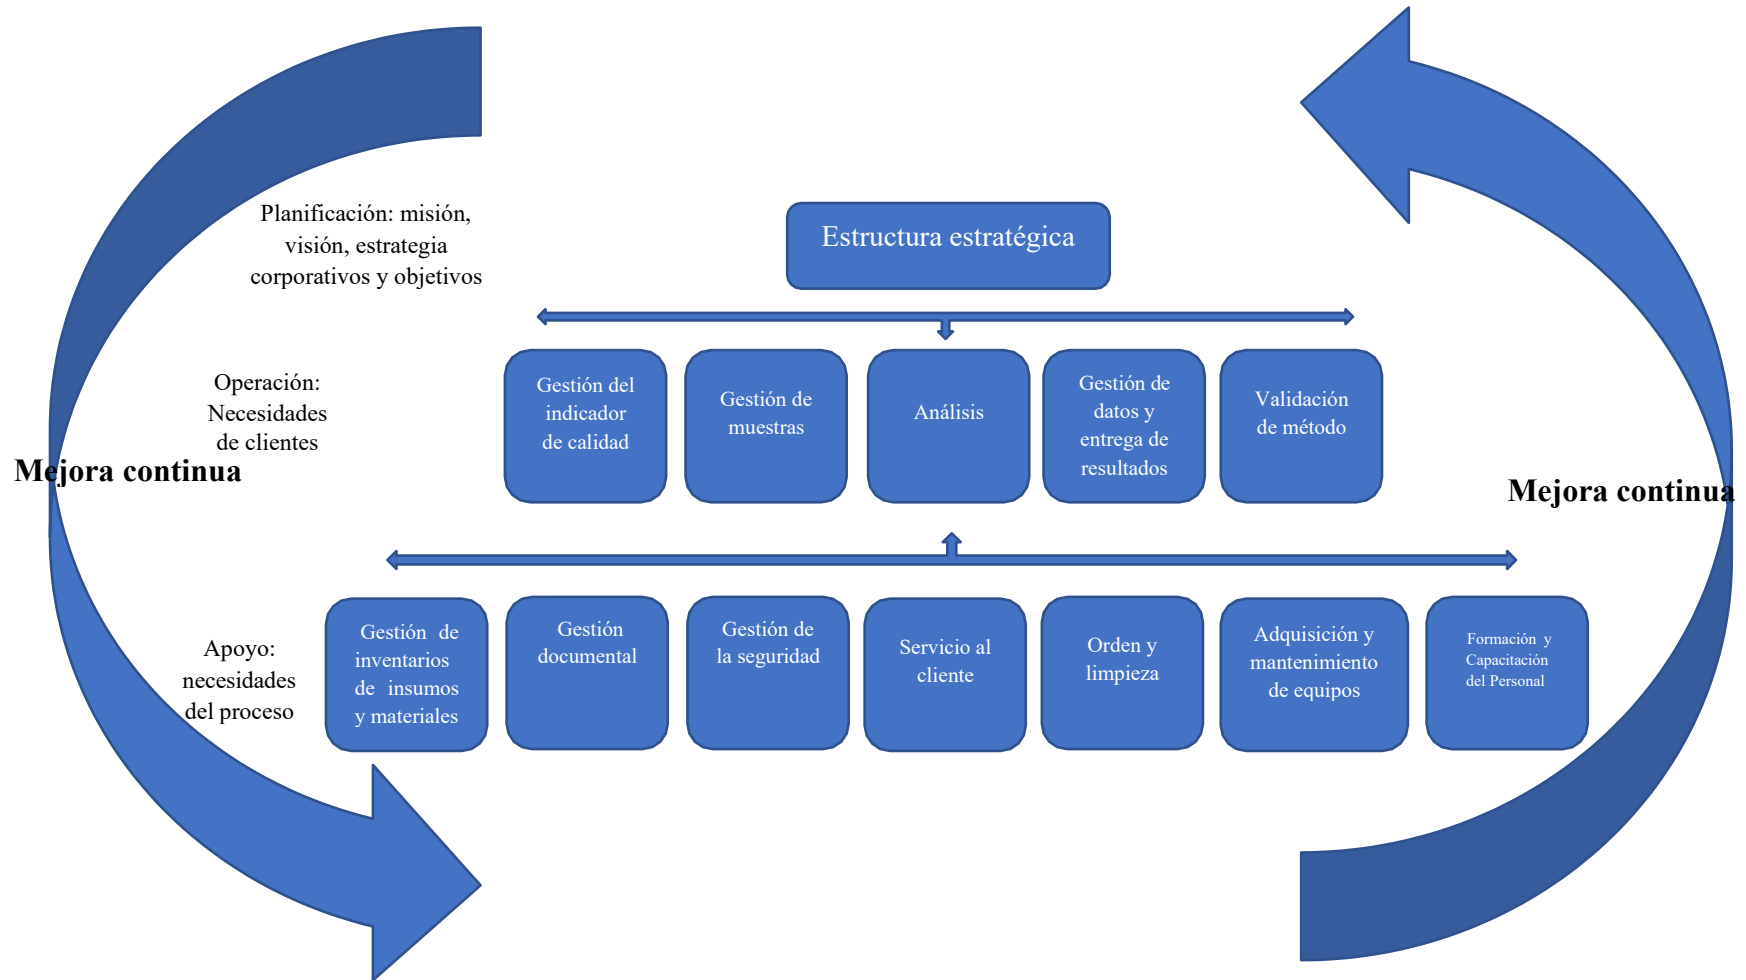 Planificación: misión,
visión, estrategia
corporativos y objetivos
Estructura estratégica
Operación:
Necesidades
de clientes
Gestión del
indicador
de calidad
Gestión de
muestras
Análisis
Gestión de
datos y
entrega de
resultados
Validación
de método
Mejora continua
Mejora continua
Apoyo:
necesidades
del proceso
Gestión de
inventarios
de insumos
y materiales
Gestión
documental
Gestión de
la seguridad
Servicio al
cliente
Orden y
limpieza
Adquisición y
mantenimiento
de equipos
Formación y
Capacitación
del Personal